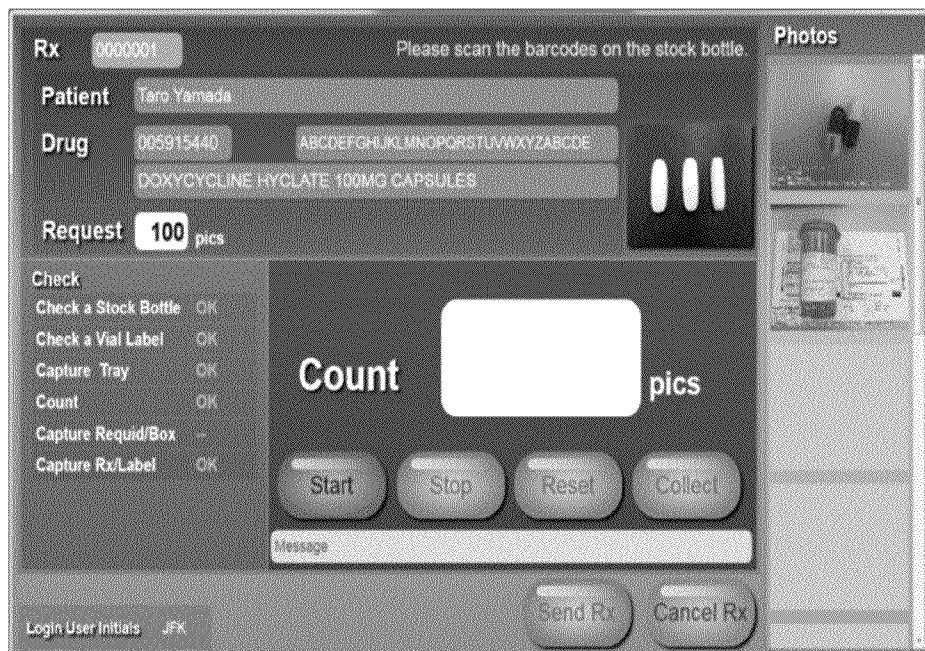 Rx 0000001 Please scan the barcodes on the stock bottle.
Photos
Patient Taro Yamada
Drug 005915440 ABCDEFGHIJKLMNOPQRSTUVWXYZABCDE
DOXYCYCLINE HYCLATE 100MG CAPSULES
Request 100 pics
Check
Check a Stock Bottle OK
Check a Vial Label OK
Capture Tray OK
Count OK
Capture Requid/Box --
Capture Rx/Label OK
Count pics
Start Stop Reset Collect
Message
Send Rx Cancel Rx
Login User Initials JFK